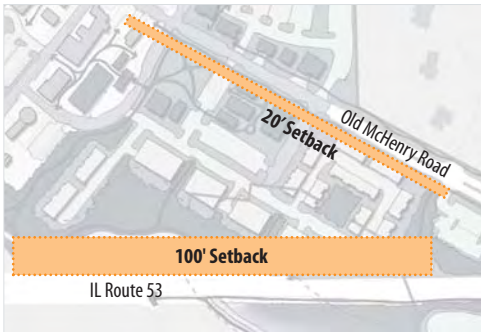 Old McHenry Road
20' Setback
100' Setback
IL Route 53